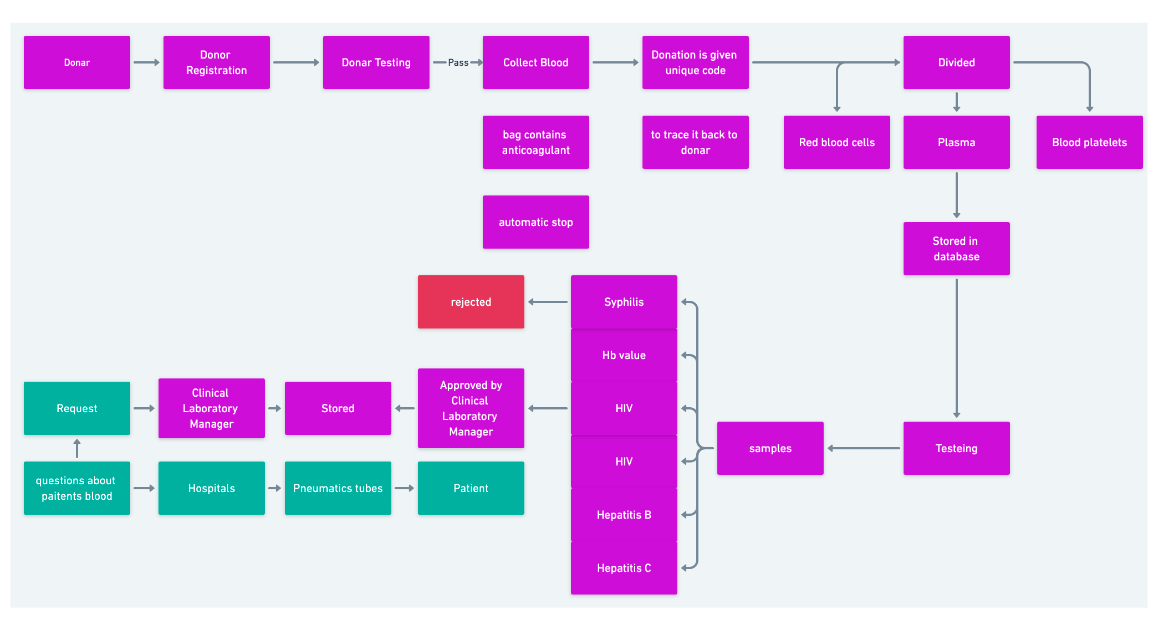 Donar
Donor
Registration
Donar Testing
Pass
Collect Blood
Donation is given
unique code
Divided
bag contains
anticoagulant
to trace it back to
donar
Red blood cells
Plasma
Blood platelets
automatic stop
Stored in
database
rejected
Syphilis
Hb value
Request
Clinical
Laboratory
Manager
Stored
Approved by
Clinical
Laboratory
Manager
HIV
samples
Testeing
HIV
questions about
paitents blood
Hospitals
Pneumatics tubes
Patient
Hepatitis B
Hepatitis C